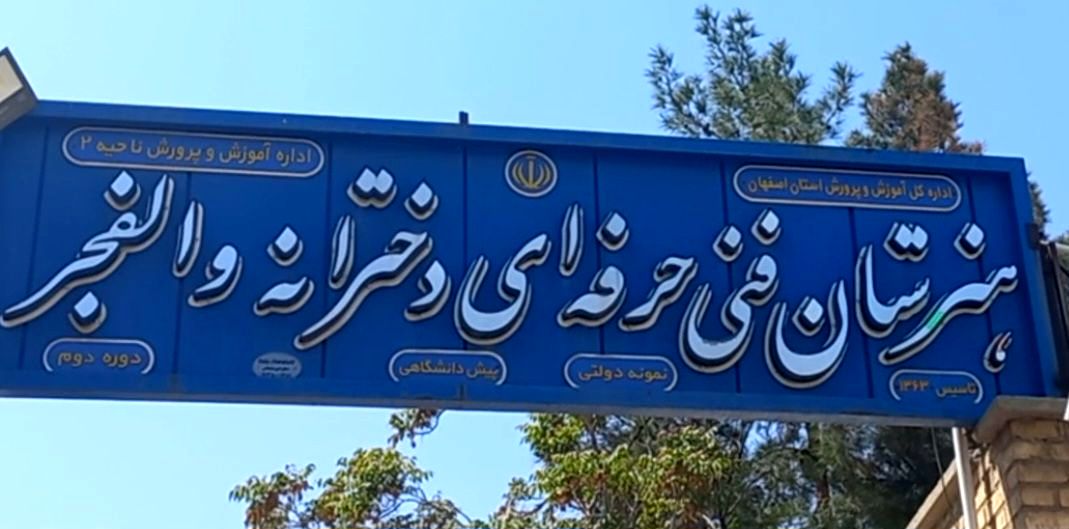 اداره کل آموزش و پرورش استان اصفهان
اداره آموزش و پرورش ناحیه ۲
هنرستان فنی حرفه ای دخترانه والفجر
تاسیس ۱۳۶۳
نمونه دولتی
پیش دانشگاهی
دوره دوم